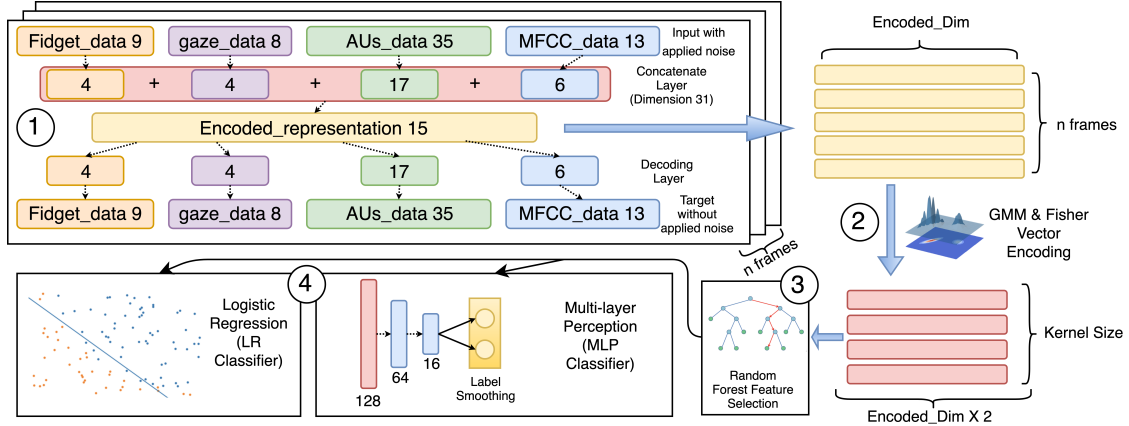 Fidget_data 9
gaze_data 8
AUs_data 35
MFCC_data 13
Input with
applied noise
4
+
4
+
17
+
6
Concatenate
Layer
(Dimension 31)
1
Encoded_representation 15
4
4
17
6
Decoding
Layer
Fidget_data 9
gaze_data 8
AUs_data 35
MFCC_data 13
Target
without
applied noise
n frames
Encoded_Dim
n frames
2
GMM & Fisher
Vector
Encoding
Kernel Size
Encoded_Dim X 2
3
Random
Forest Feature
Selection
4
Logistic
Regression
(LR
Classifier)
128
64
16
Label
Smoothing
Multi-layer
Perception
(MLP
Classifier)